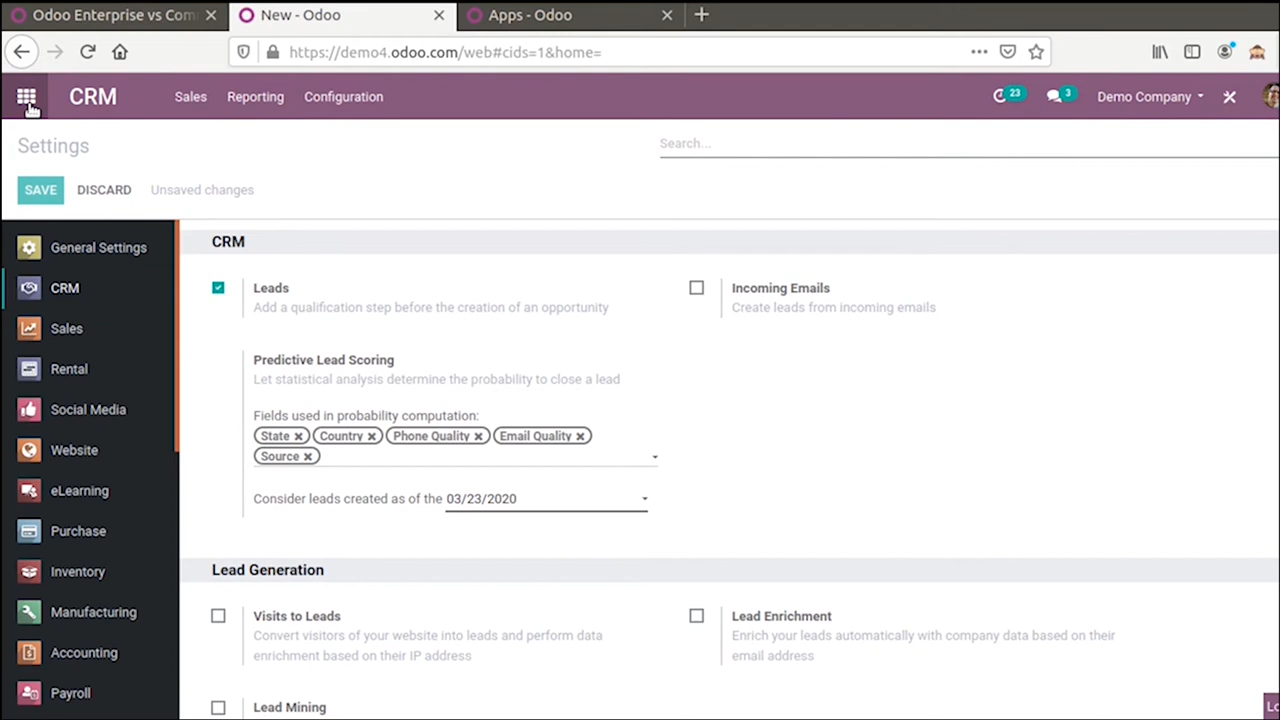 Odoo Enterprise vs Com
New - Odoo
Apps - Odoo
https://demo4.odoo.com/web#cids=1&home=
CRM
Sales
Reporting
Configuration
23
3
Demo Company
Settings
Search...
SAVE
DISCARD
Unsaved changes
General Settings
CRM
Sales
Rental
Social Media
Website
eLearning
Purchase
Inventory
Manufacturing
Accounting
Payroll
CRM
Leads
Add a qualification step before the creation of an opportunity
Incoming Emails
Create leads from incoming emails
Predictive Lead Scoring
Let statistical analysis determine the probability to close a lead
Fields used in probability computation:
State Country Phone Quality Email Quality
Source
Consider leads created as of the 03/23/2020
Lead Generation
Visits to Leads
Convert visitors of your website into leads and perform data
enrichment based on their IP address
Lead Enrichment
Enrich your leads automatically with company data based on their
email address
Lead Mining